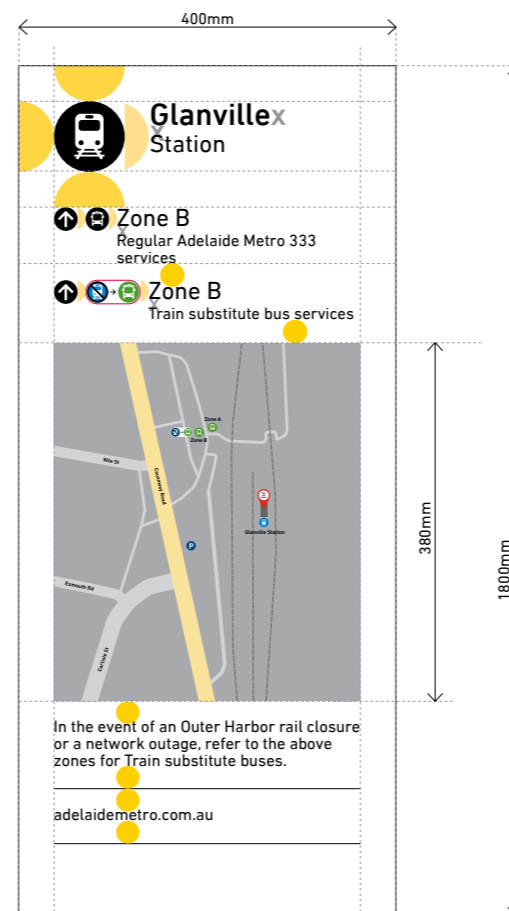 400mm
Glanvillex
x
Station
Zone B
x
Regular Adelaide Metro 333
services
Zone B
x
Train substitute bus services
Zone A
Zone B
Nile St
Causeway Road
Glanville Station
P
Exmouth Rd
Carlisle St
380mm
1800mm
In the event of an Outer Harbor rail closure
or a network outage, refer to the above
zones for Train substitute buses.
adelaidemetro.com.au